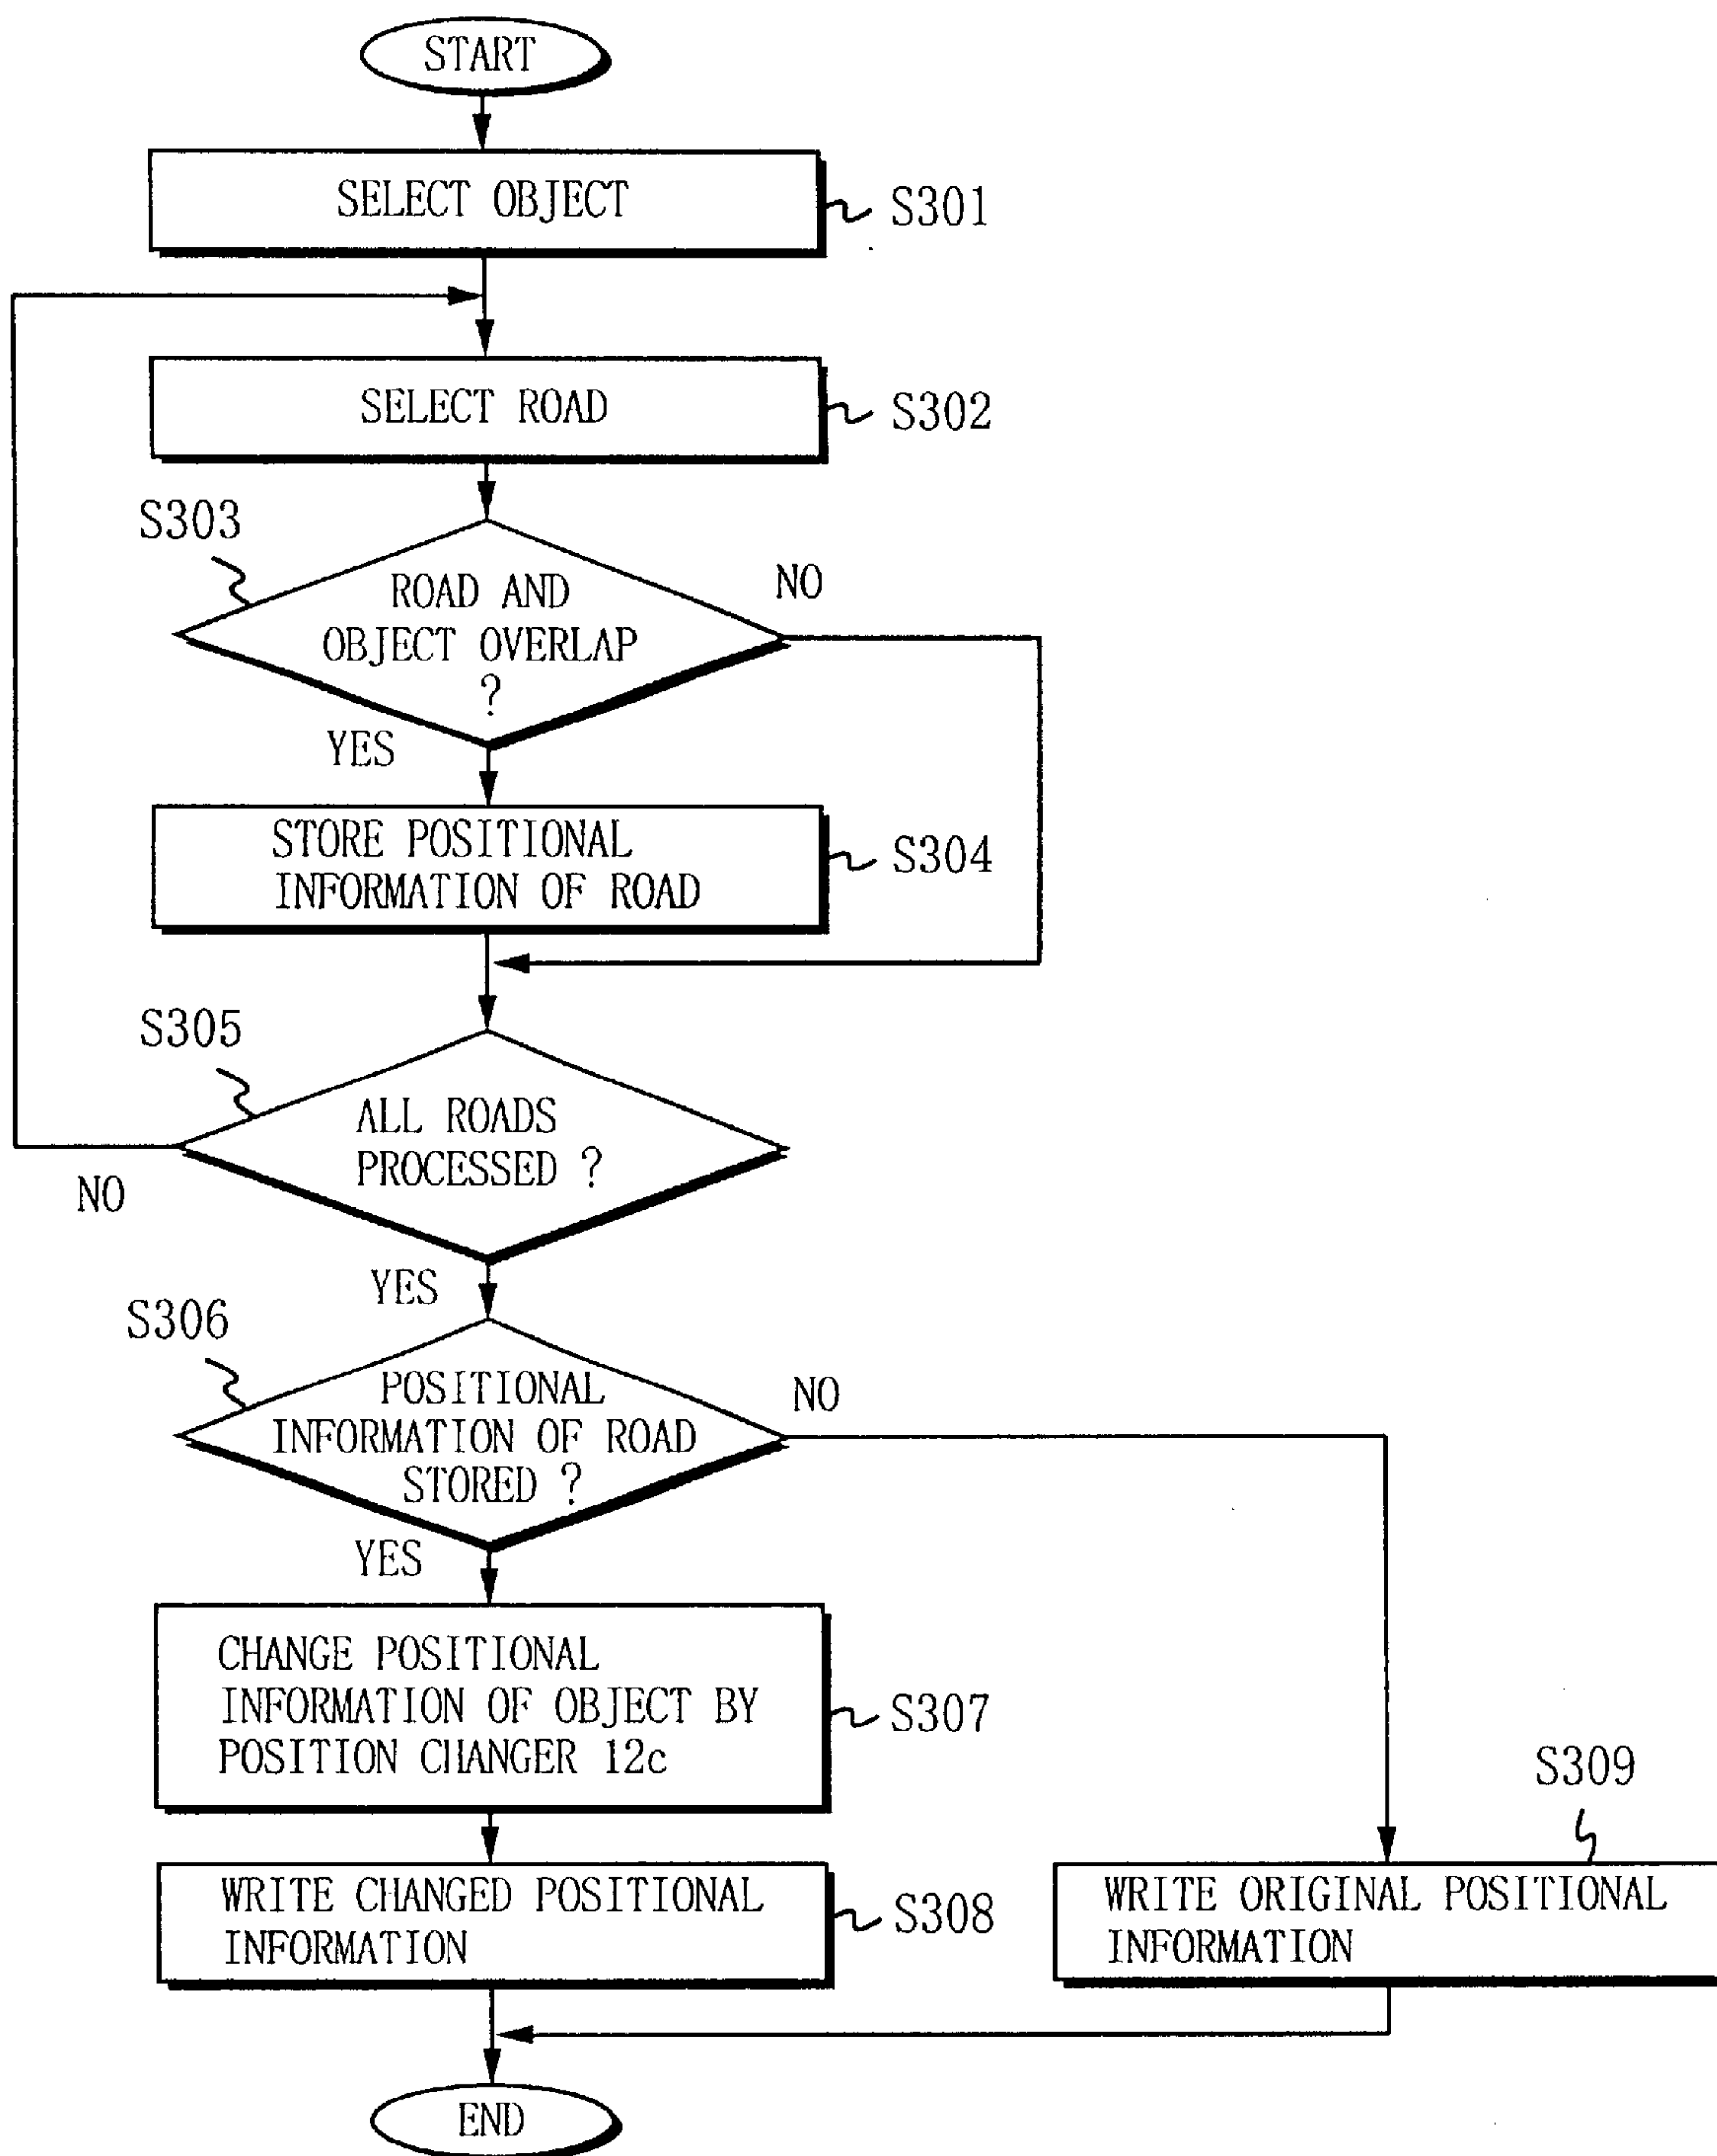 START
SELECT OBJECT
S301
SELECT ROAD
S302
S303
ROAD AND
OBJECT OVERLAP
?
NO
YES
STORE POSITIONAL
INFORMATION OF ROAD
S304
S305
ALL ROADS
PROCESSED ?
NO
YES
S306
POSITIONAL
INFORMATION OF ROAD
STORED ?
NO
YES
CHANGE POSITIONAL
INFORMATION OF OBJECT BY
POSITION CHANGER 12c
S307
S309
WRITE CHANGED POSITIONAL
INFORMATION
S308
WRITE ORIGINAL POSITIONAL
INFORMATION
END